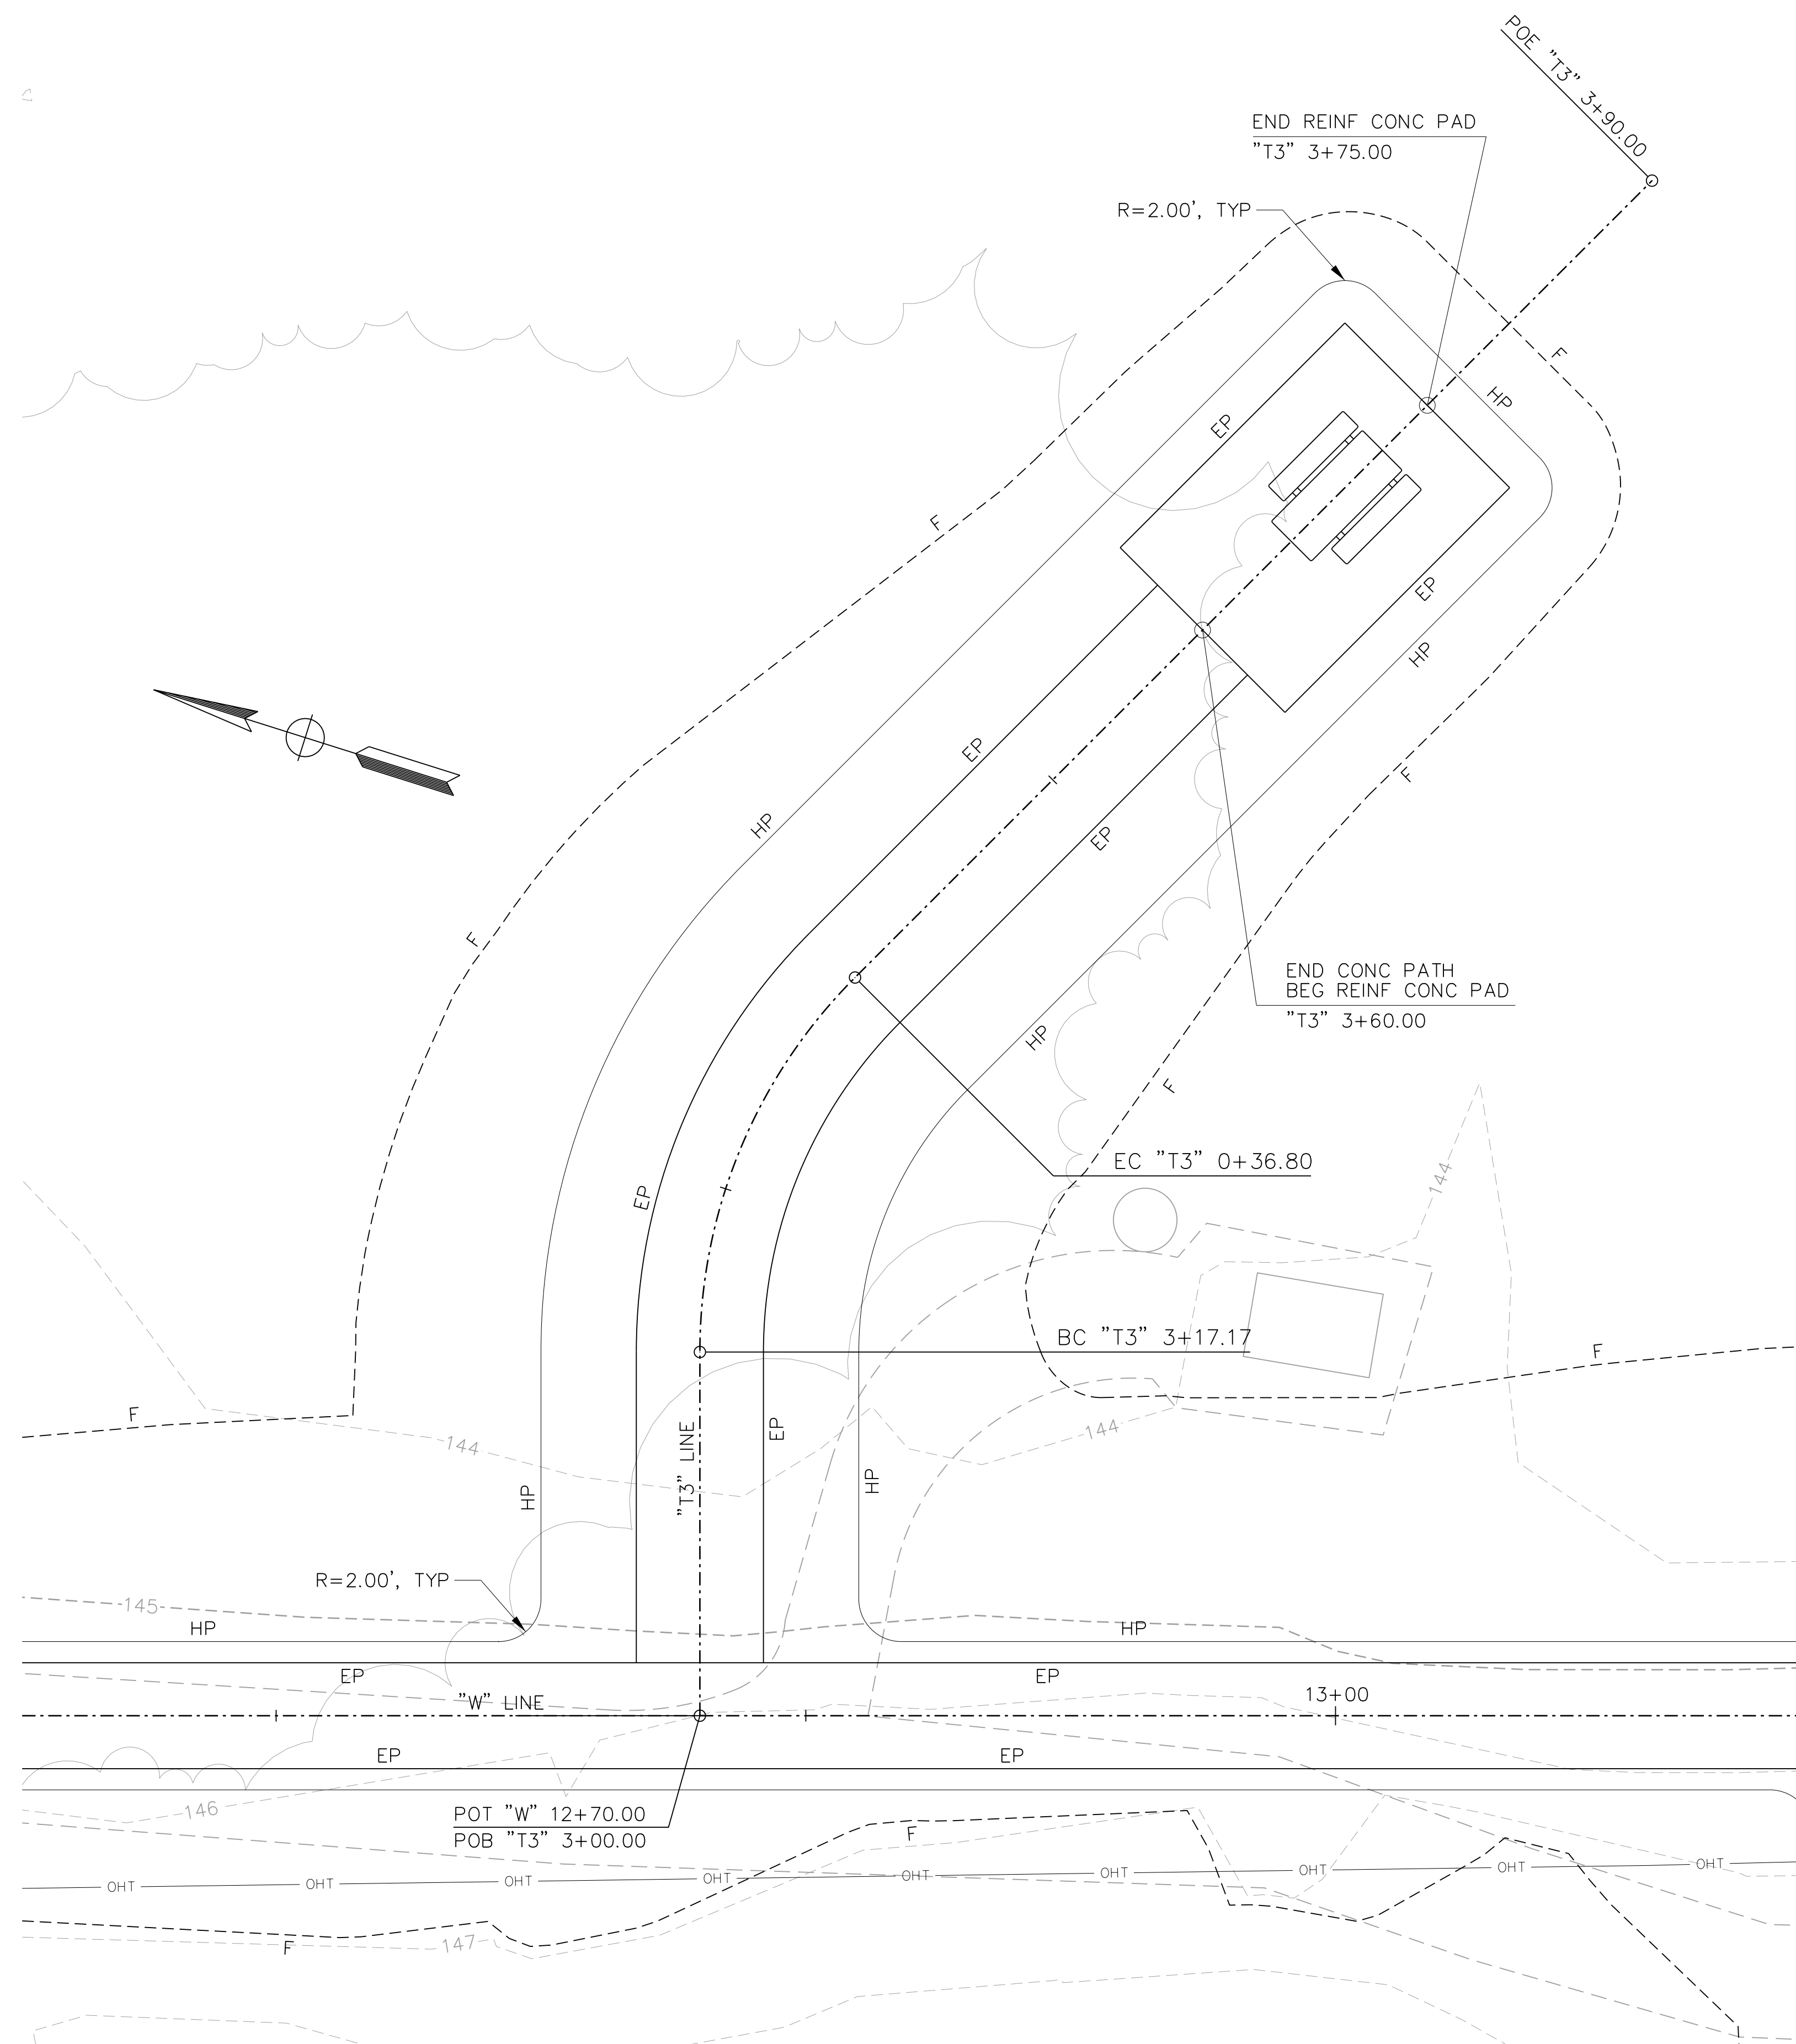 POE "T3" 3+90.00
END REINF CONC PAD
"T3" 3+75.00
R=2.00', TYP
F
HP
EP
F
EP
HP
EP
F
HP
EP
F
END CONC PATH
BEG REINF CONC PAD
"T3" 3+60.00
HP
F
EC "T3" 0+36.80
144
EP
BC "T3" 3+17.17
F
F
144
144
"T3" LINE
EP
HP
HP
R=2.00', TYP
145
HP
HP
EP
EP
"W" LINE
13+00
EP
EP
146
POT "W" 12+70.00
POB "T3" 3+00.00
F
OHT
OHT
OHT
OHT
OHT
OHT
OHT
OHT
OHT
F
147